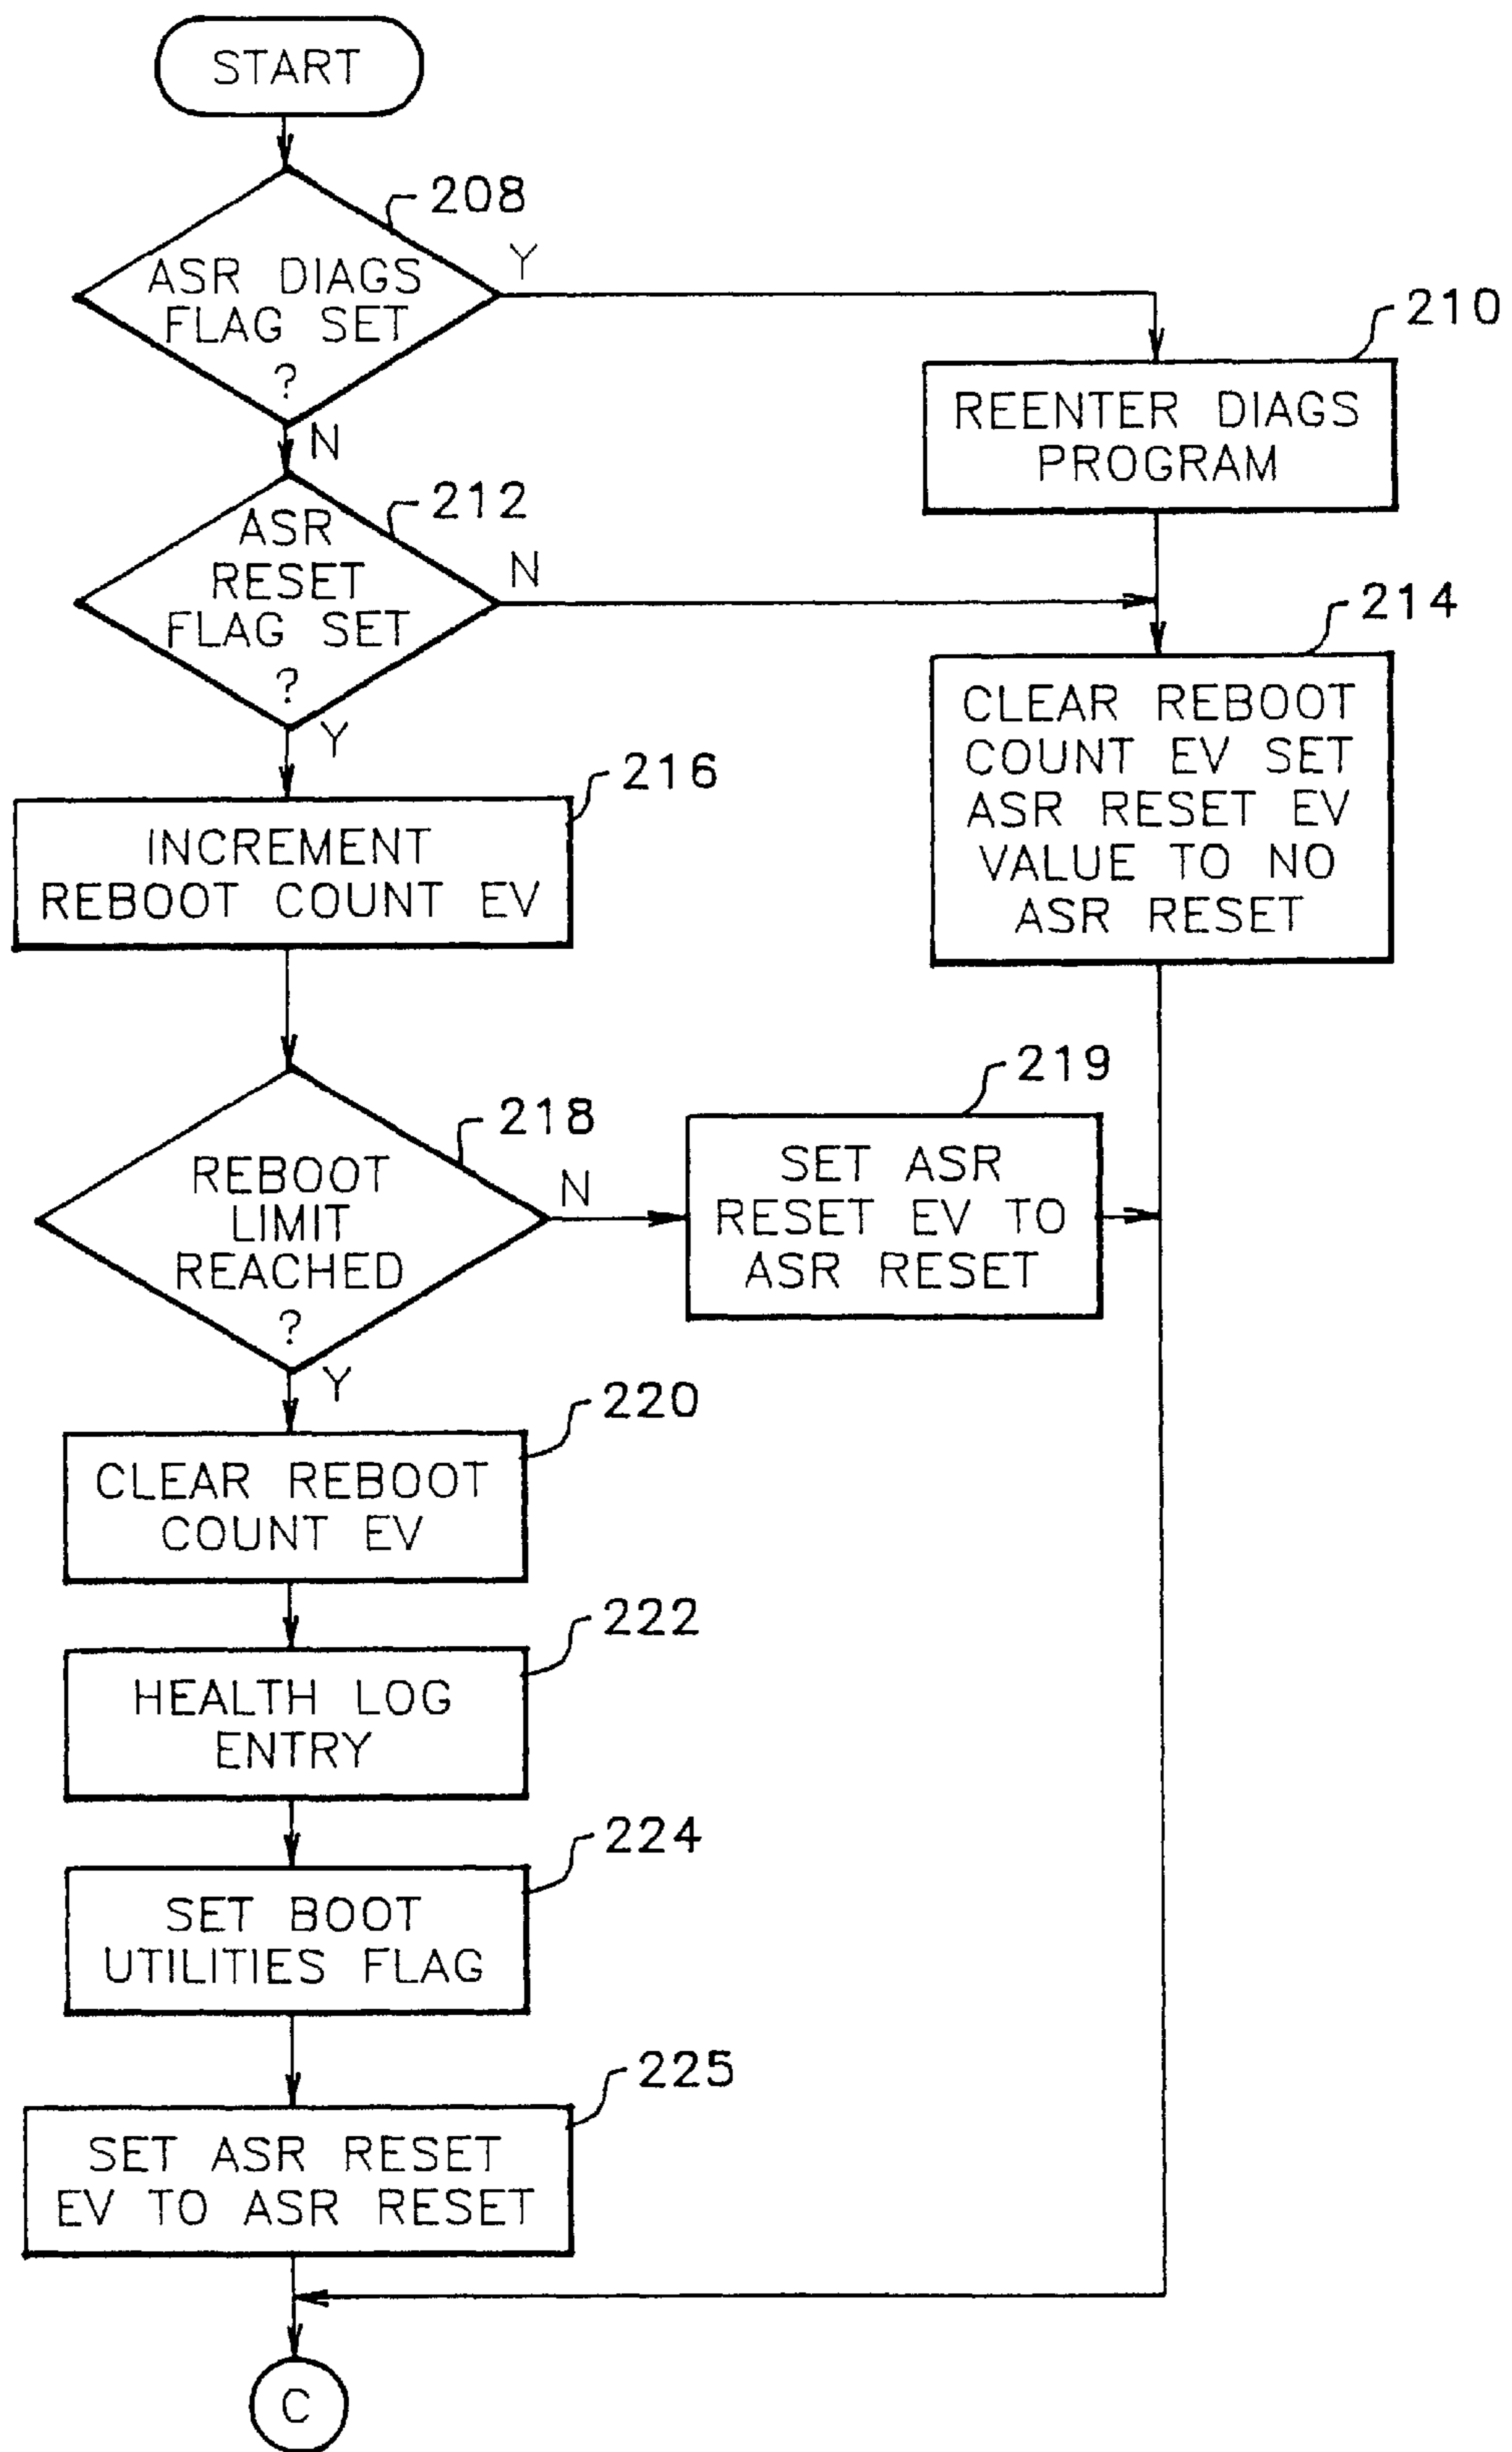 START
208
ASR DIAGS
FLAG SET
?
Y
N
210
REENTER DIAGS
PROGRAM
212
ASR
RESET
FLAG SET
?
N
Y
214
CLEAR REBOOT
COUNT EV SET
ASR RESET EV
VALUE TO NO
ASR RESET
216
INCREMENT
REBOOT COUNT EV
218
REBOOT
LIMIT
REACHED
?
N
Y
219
SET ASR
RESET EV TO
ASR RESET
220
CLEAR REBOOT
COUNT EV
222
HEALTH LOG
ENTRY
224
SET BOOT
UTILITIES FLAG
225
SET ASR RESET
EV TO ASR RESET
C